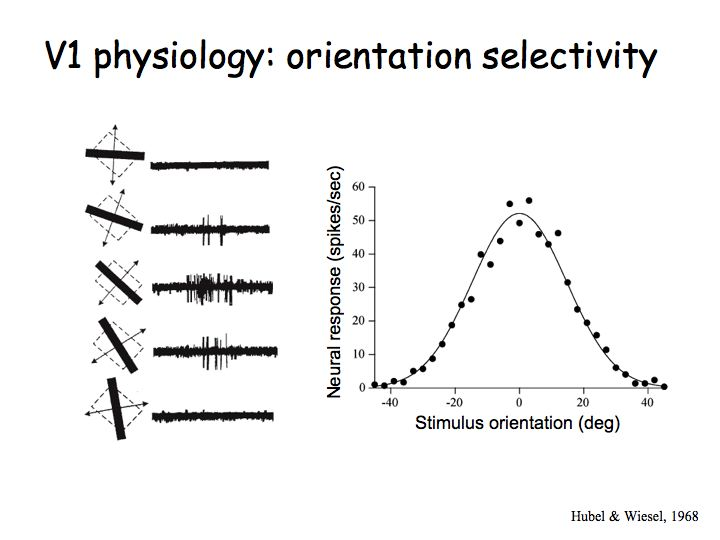 V1 physiology: orientation selectivity
Neural response (spikes/sec)
60
50
40
30
20
10
0
-40 -20 0 20 40
Stimulus orientation (deg)
Hubel & Wiesel, 1968